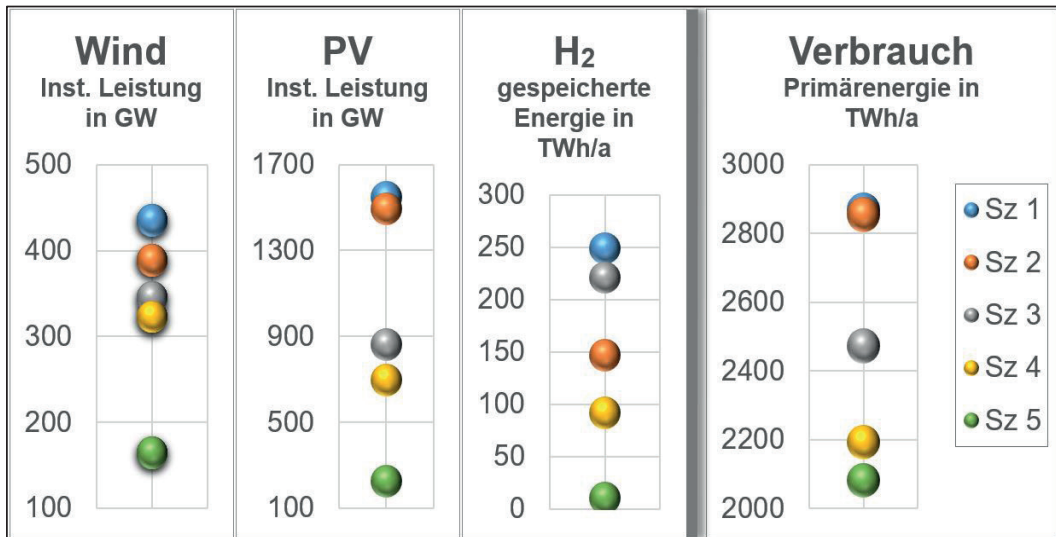 Wind
Inst. Leistung
in GW
500
400
300
200
100
PV
Inst. Leistung
in GW
1700
1300
900
500
100
H₂
gespeicherte
Energie in
TWh/a
300
250
200
150
100
50
0
Verbrauch
Primärenergie in
TWh/a
3000
2800
2600
2400
2200
2000
Sz 1
Sz 2
Sz 3
Sz 4
Sz 5